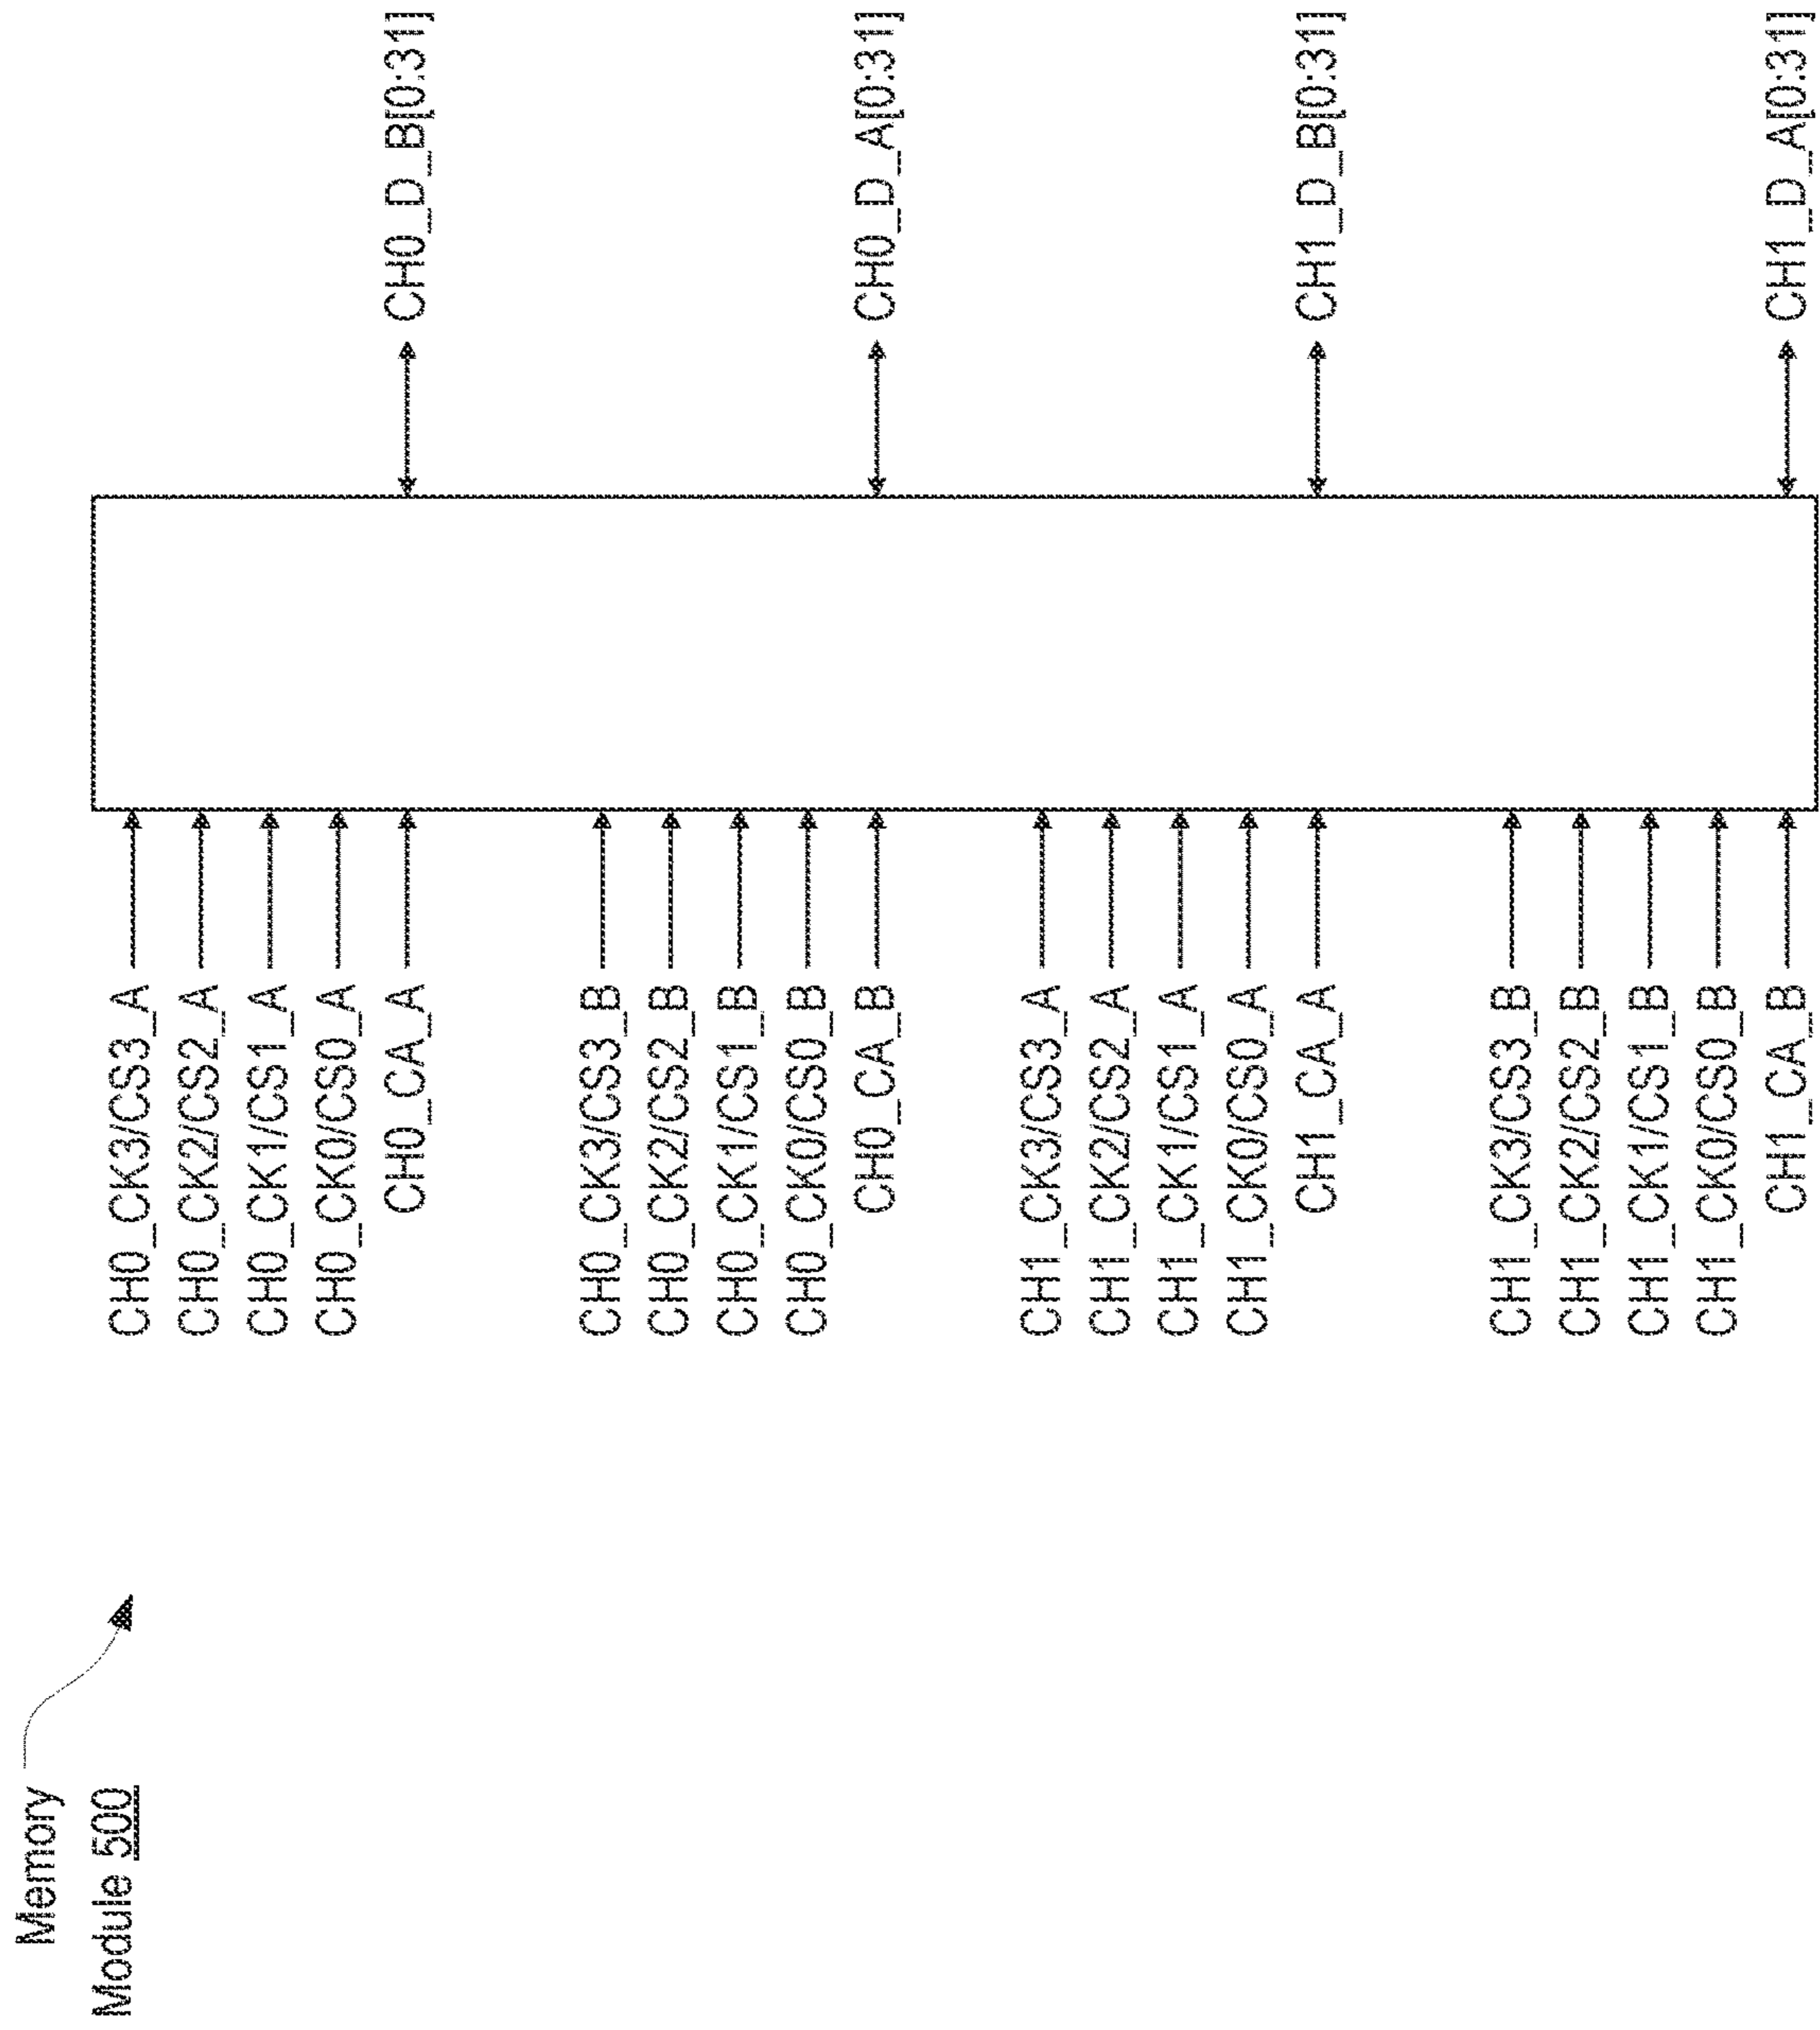 Memory
Module 500
CH0_CK3/CS3_A
CH0_CK2/CS2_A
CH0_CK1/CS1_A
CH0_CK0/CS0_A
CH0_CA_A
CH0_D_B[0:31]
CH0_CK3/CS3_B
CH0_CK2/CS2_B
CH0_CK1/CS1_B
CH0_CK0/CS0_B
CH0_CA_B
CH0_D_A[0:31]
CH1_CK3/CS3_A
CH1_CK2/CS2_A
CH1_CK1/CS1_A
CH1_CK0/CS0_A
CH1_CA_A
CH1_D_B[0:31]
CH1_CK3/CS3_B
CH1_CK2/CS2_B
CH1_CK1/CS1_B
CH1_CK0/CS0_B
CH1_CA_B
CH1_D_A[0:31]